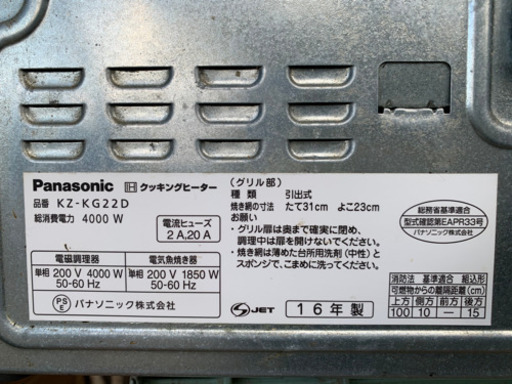 Panasonic IH クッキングヒーター
品番 KZ-KG22D
総消費電力 4000 W
電流ヒューズ
2 A,20 A
電磁調理器
単相 200 V 4000 W
50-60 Hz
電気魚焼き器
単相 200 V 1850 W
50-60 Hz
PS
E
パナソニック株式会社
(グリル部)
種類 引出式
焼き網の寸法 たて31cm よこ23cm
お願い
・グリル扉は奥まで確実に閉め、
調理中は扉を開けないでください。
・焼き網は薄めた台所用洗剤(中性)と
スポンジで、こまめに洗ってください。
JET
16年製
総務省基準適合
型式確認第EAPR33号
パナソニック株式会社
消防法 基準適合 組込形
可燃物からの離隔距離(cm)
上方 側方 前方 後方
100 10 — 15